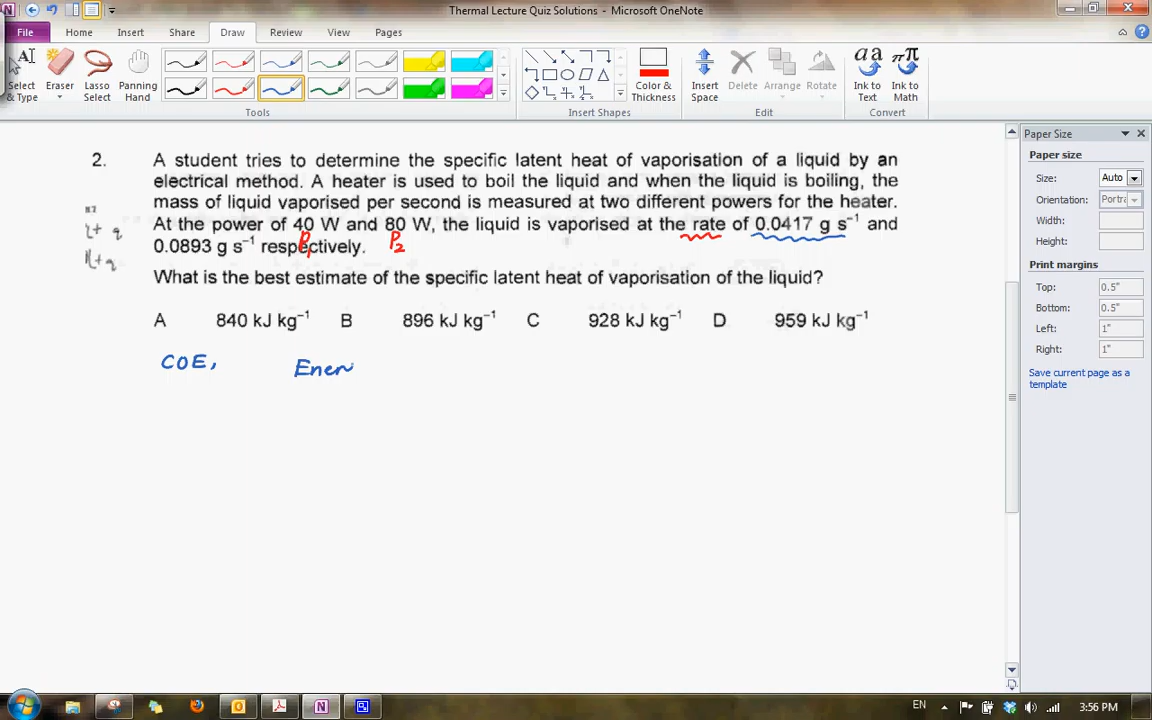 Thermal Lecture Quiz Solutions - Microsoft OneNote
File Home Insert Share Draw Review View Pages
Select & Type
Eraser
Lasso Select
Panning Hand
Color & Thickness
Insert Space
Delete
Arrange
Rotate
Ink to Text
Ink to Math
Tools Insert Shapes Edit Convert
2. A student tries to determine the specific latent heat of vaporisation of a liquid by an
electrical method. A heater is used to boil the liquid and when the liquid is boiling, the
mass of liquid vaporised per second is measured at two different powers for the heater.
At the power of 40 W and 80 W, the liquid is vaporised at the rate of 0.0417 g s⁻¹ and
0.0893 g s⁻¹ respectively.
P₁ P₂
What is the best estimate of the specific latent heat of vaporisation of the liquid?
A 840 kJ kg⁻¹ B 896 kJ kg⁻¹ C 928 kJ kg⁻¹ D 959 kJ kg⁻¹
COE, Ener
Paper Size
Paper size
Size: Auto
Orientation: Portra
Width:
Height:
Print margins
Top: 0.5"
Bottom: 0.5"
Left: 1"
Right: 1"
Save current page as a
template
EN 3:56 PM